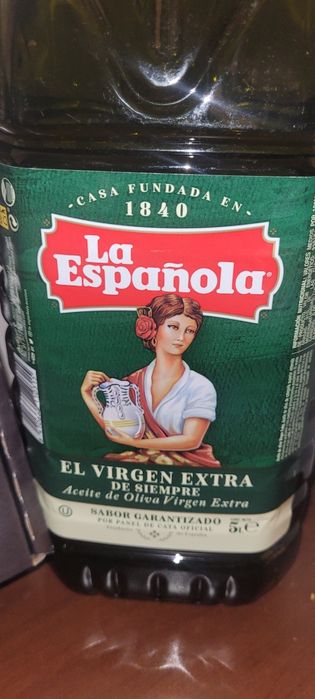 ·CASA FUNDADA EN·
1840
La
Española®
EL VIRGEN EXTRA
DE SIEMPRE
Aceite de Oliva Virgen Extra
SABOR GARANTIZADO
POR PANEL DE CATA OFICIAL
5L e
U